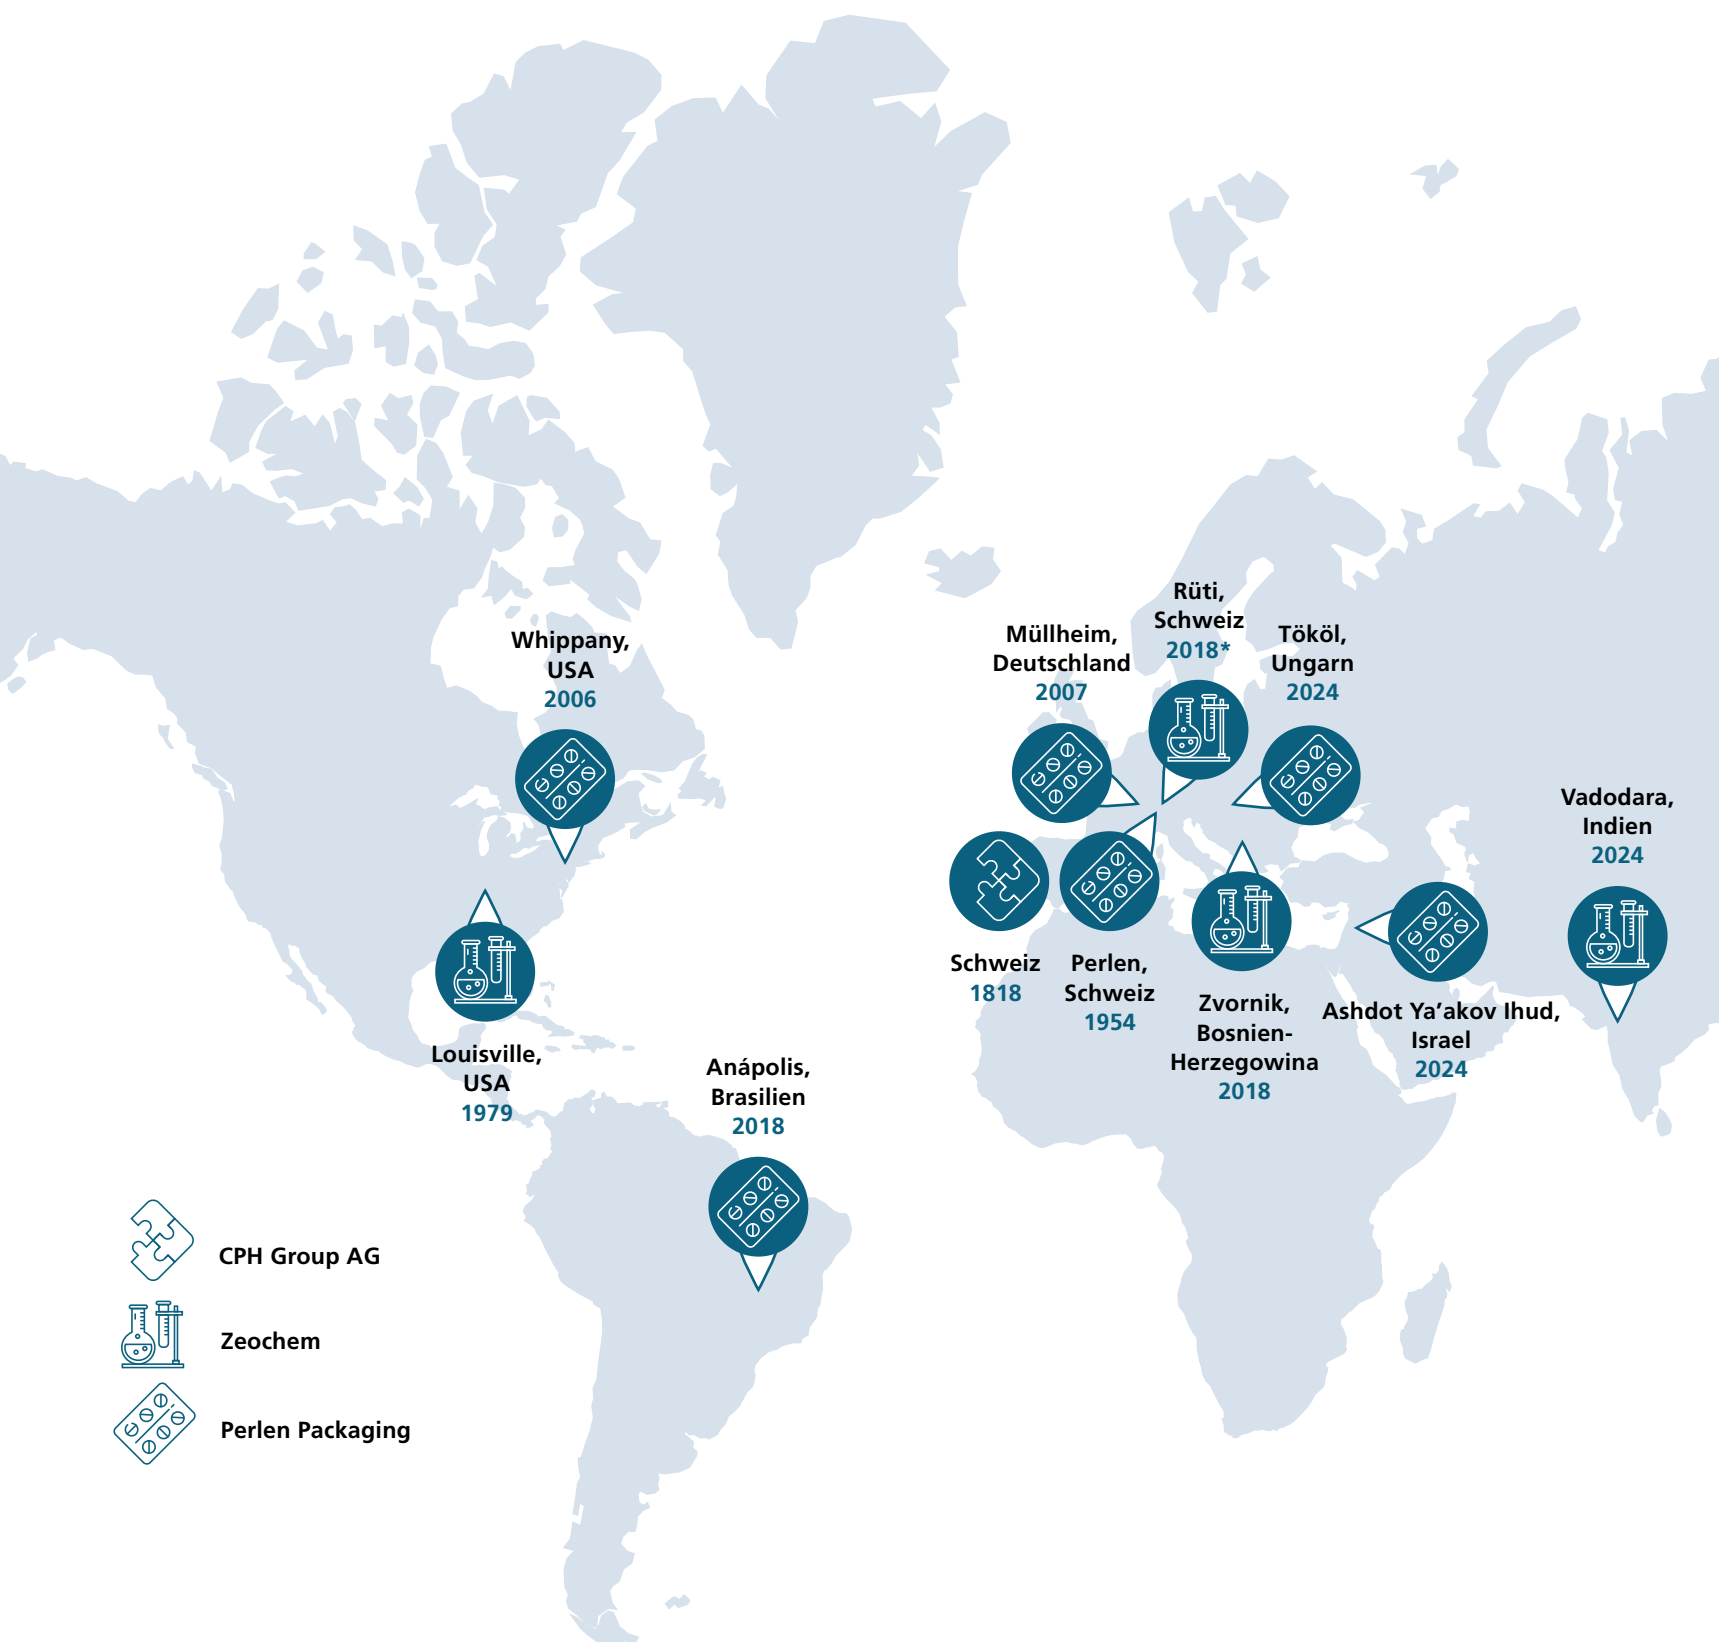 Rüti,
Schweiz
2018*
Müllheim,
Deutschland
2007
Tököl,
Ungarn
2024
Whippany,
USA
2006
Vadodara,
Indien
2024
Schweiz
1818
Perlen,
Schweiz
1954
Zvornik,
Bosnien-
Herzegowina
2018
Ashdot Ya’akov Ihud,
Israel
2024
Louisville,
USA
1979
Anápolis,
Brasilien
2018
CPH Group AG
Zeochem
Perlen Packaging